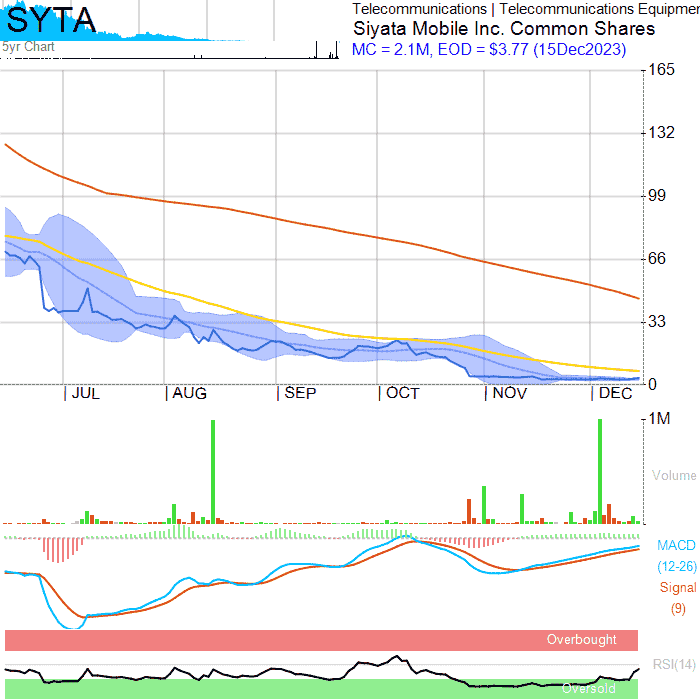 SYTA
Telecommunications | Telecommunications Equipmen
Siyata Mobile Inc. Common Shares
5yr Chart
MC = 2.1M, EOD = $3.77 (15Dec2023)
165
132
99
66
33
0
JUL AUG SEP OCT NOV DEC
1M
Volume
MACD
(12-26)
Signal
(9)
Overbought
RSI(14)
Oversold